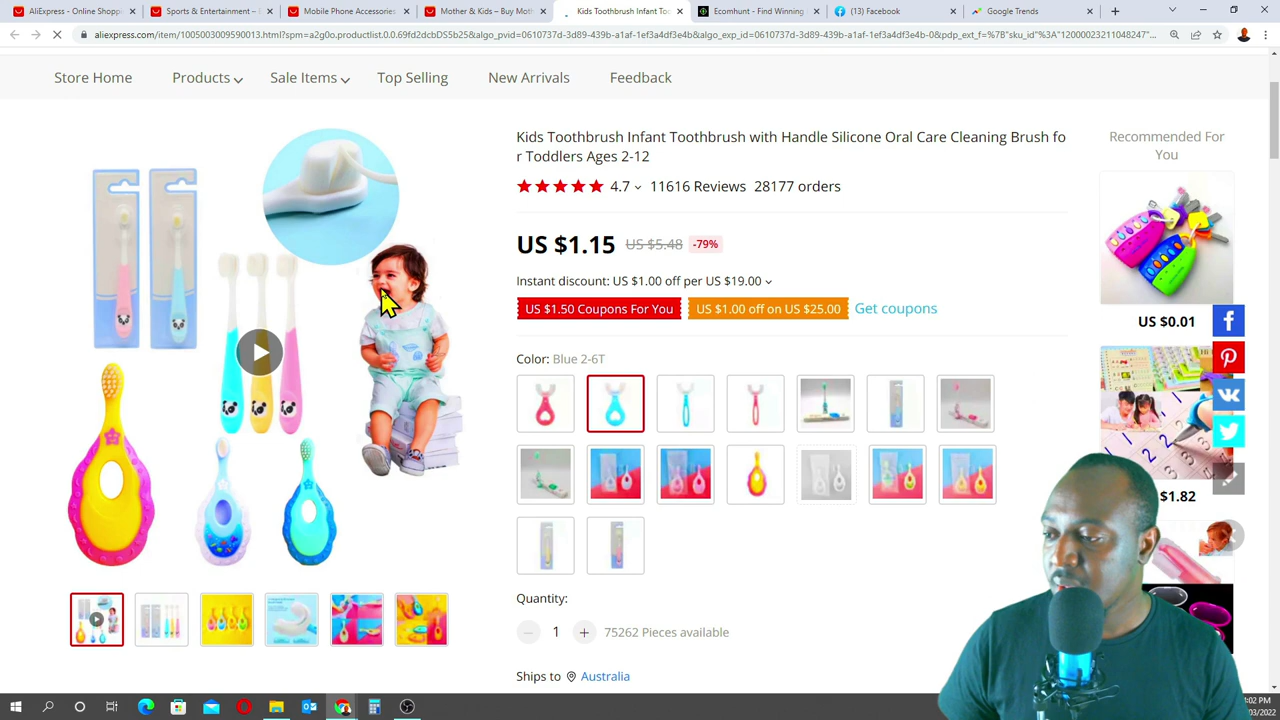 AliExpress - Online Shoppi
Sports & Entertainment – 
Mobile Phone Accessories
Mother & Kids – Buy Mot
Kids Toothbrush Infant Too
Ecomhunt - Find Winning
(13) Facebook
Google Trends
aliexpress.com/item/1005003009590013.html?spm=a2g0o.productlist.0.0.69fd2dcbDS5b25&algo_pvid=0610737d-3d89-439b-a1af-1ef3a4df3e4b&algo_exp_id=0610737d-3d89-439b-a1af-1ef3a4df3e4b-0&pdp_ext_f=%7B"sku_id"%3A"12000023211048247"...
Store Home
Products
Sale Items
Top Selling
New Arrivals
Feedback
Kids Toothbrush Infant Toothbrush with Handle Silicone Oral Care Cleaning Brush fo
r Toddlers Ages 2-12
4.7
11616 Reviews
28177 orders
US $1.15
US $5.48
-79%
Instant discount: US $1.00 off per US $19.00
US $1.50 Coupons For You
US $1.00 off on US $25.00
Get coupons
Color: Blue 2-6T
Quantity:
1
75262 Pieces available
Ships to
Australia
Recommended For
You
US $0.01
$1.82